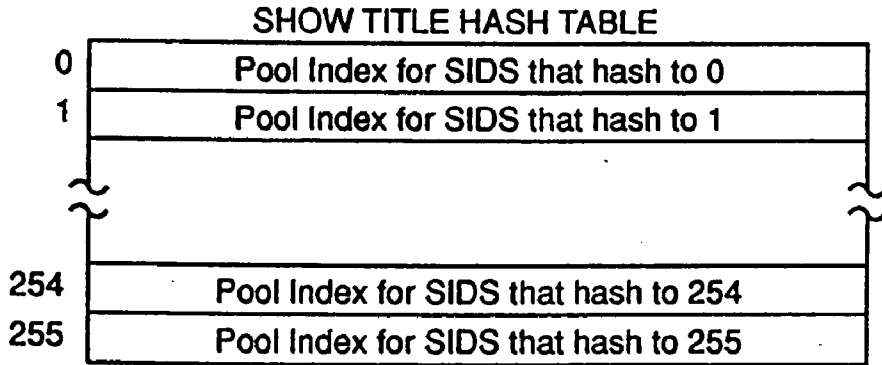 SHOW TITLE HASH TABLE
0 Pool Index for SIDS that hash to 0
1 Pool Index for SIDS that hash to 1
254 Pool Index for SIDS that hash to 254
255 Pool Index for SIDS that hash to 255